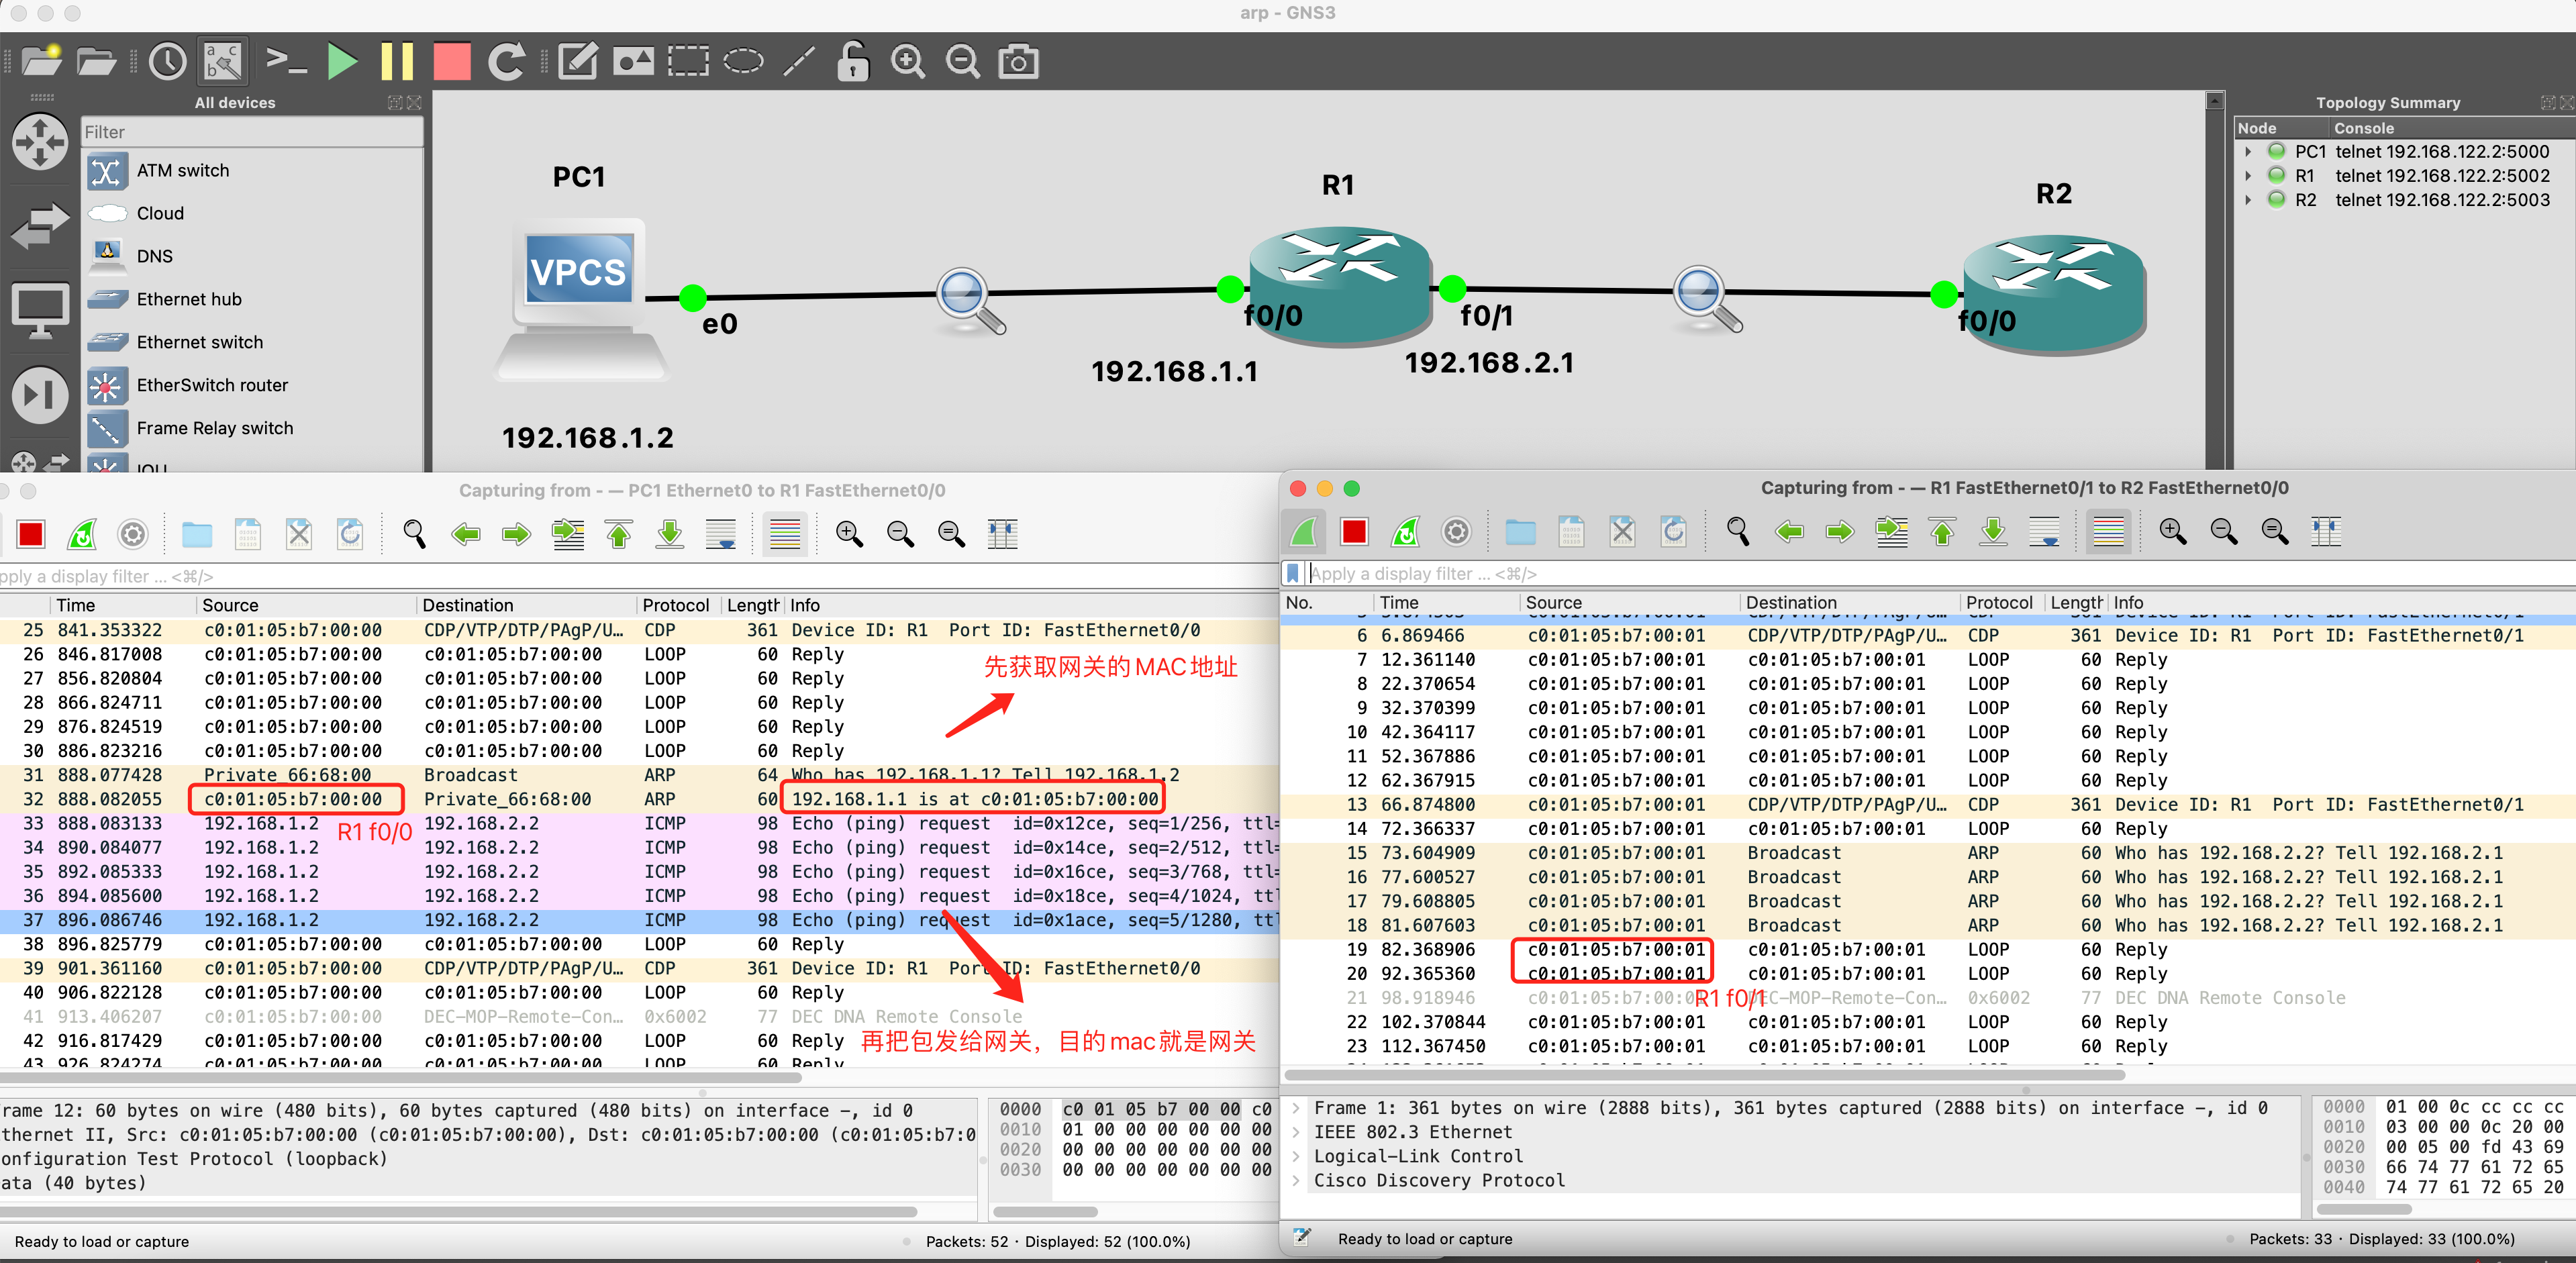 arp - GNS3
All devices
Filter
ATM switch
Cloud
DNS
Ethernet hub
Ethernet switch
EtherSwitch router
Frame Relay switch
IOU
PC1
VPCS
e0
192.168.1.2
R1
f0/0
192.168.1.1
f0/1
192.168.2.1
R2
f0/0
Topology Summary
Node Console
PC1 telnet 192.168.122.2:5000
R1 telnet 192.168.122.2:5002
R2 telnet 192.168.122.2:5003
Capturing from - — PC1 Ethernet0 to R1 FastEthernet0/0
pply a display filter ... <⌘/>
Time Source Destination Protocol Length Info
25 841.353322 c0:01:05:b7:00:00 CDP/VTP/DTP/PAgP/U… CDP 361 Device ID: R1 Port ID: FastEthernet0/0
26 846.817008 c0:01:05:b7:00:00 c0:01:05:b7:00:00 LOOP 60 Reply
27 856.820804 c0:01:05:b7:00:00 c0:01:05:b7:00:00 LOOP 60 Reply
28 866.824711 c0:01:05:b7:00:00 c0:01:05:b7:00:00 LOOP 60 Reply
29 876.824519 c0:01:05:b7:00:00 c0:01:05:b7:00:00 LOOP 60 Reply
30 886.823216 c0:01:05:b7:00:00 c0:01:05:b7:00:00 LOOP 60 Reply
31 888.077428 Private_66:68:00 Broadcast ARP 64 Who has 192.168.1.1? Tell 192.168.1.2
32 888.082055 c0:01:05:b7:00:00 Private_66:68:00 ARP 60 192.168.1.1 is at c0:01:05:b7:00:00
33 888.083133 192.168.1.2 192.168.2.2 ICMP 98 Echo (ping) request id=0x12ce, seq=1/256, ttl=
34 890.084077 192.168.1.2 192.168.2.2 ICMP 98 Echo (ping) request id=0x14ce, seq=2/512, ttl=
35 892.085333 192.168.1.2 192.168.2.2 ICMP 98 Echo (ping) request id=0x16ce, seq=3/768, ttl=
36 894.085600 192.168.1.2 192.168.2.2 ICMP 98 Echo (ping) request id=0x18ce, seq=4/1024, ttl
37 896.086746 192.168.1.2 192.168.2.2 ICMP 98 Echo (ping) request id=0x1ace, seq=5/1280, ttl
38 896.825779 c0:01:05:b7:00:00 c0:01:05:b7:00:00 LOOP 60 Reply
39 901.361160 c0:01:05:b7:00:00 CDP/VTP/DTP/PAgP/U… CDP 361 Device ID: R1 Port ID: FastEthernet0/0
40 906.822128 c0:01:05:b7:00:00 c0:01:05:b7:00:00 LOOP 60 Reply
41 913.406207 c0:01:05:b7:00:00 DEC-MOP-Remote-Con… 0x6002 77 DEC DNA Remote Console
42 916.817429 c0:01:05:b7:00:00 c0:01:05:b7:00:00 LOOP 60 Reply
43 926.824274 c0:01:05:b7:00:00 c0:01:05:b7:00:00 LOOP 60 Reply
先获取网关的MAC地址
R1 f0/0
再把包发给网关，目的mac就是网关
rame 12: 60 bytes on wire (480 bits), 60 bytes captured (480 bits) on interface -, id 0
thernet II, Src: c0:01:05:b7:00:00 (c0:01:05:b7:00:00), Dst: c0:01:05:b7:00:00 (c0:01:05:b7:0
onfiguration Test Protocol (loopback)
ata (40 bytes)
0000 c0 01 05 b7 00 00 c0
0010 01 00 00 00 00 00 00
0020 00 00 00 00 00 00 00
0030 00 00 00 00 00 00 00
Ready to load or capture
Packets: 52 · Displayed: 52 (100.0%)
Capturing from - — R1 FastEthernet0/1 to R2 FastEthernet0/0
Apply a display filter ... <⌘/>
No. Time Source Destination Protocol Length Info
6 6.869466 c0:01:05:b7:00:01 CDP/VTP/DTP/PAgP/U… CDP 361 Device ID: R1 Port ID: FastEthernet0/1
7 12.361140 c0:01:05:b7:00:01 c0:01:05:b7:00:01 LOOP 60 Reply
8 22.370654 c0:01:05:b7:00:01 c0:01:05:b7:00:01 LOOP 60 Reply
9 32.370399 c0:01:05:b7:00:01 c0:01:05:b7:00:01 LOOP 60 Reply
10 42.364117 c0:01:05:b7:00:01 c0:01:05:b7:00:01 LOOP 60 Reply
11 52.367886 c0:01:05:b7:00:01 c0:01:05:b7:00:01 LOOP 60 Reply
12 62.367915 c0:01:05:b7:00:01 c0:01:05:b7:00:01 LOOP 60 Reply
13 66.874800 c0:01:05:b7:00:01 CDP/VTP/DTP/PAgP/U… CDP 361 Device ID: R1 Port ID: FastEthernet0/1
14 72.366337 c0:01:05:b7:00:01 c0:01:05:b7:00:01 LOOP 60 Reply
15 73.604909 c0:01:05:b7:00:01 Broadcast ARP 60 Who has 192.168.2.2? Tell 192.168.2.1
16 77.600527 c0:01:05:b7:00:01 Broadcast ARP 60 Who has 192.168.2.2? Tell 192.168.2.1
17 79.608805 c0:01:05:b7:00:01 Broadcast ARP 60 Who has 192.168.2.2? Tell 192.168.2.1
18 81.607603 c0:01:05:b7:00:01 Broadcast ARP 60 Who has 192.168.2.2? Tell 192.168.2.1
19 82.368906 c0:01:05:b7:00:01 c0:01:05:b7:00:01 LOOP 60 Reply
20 92.365360 c0:01:05:b7:00:01 c0:01:05:b7:00:01 LOOP 60 Reply
21 98.918946 c0:01:05:b7:00:01 DEC-MOP-Remote-Con… 0x6002 77 DEC DNA Remote Console
22 102.370844 c0:01:05:b7:00:01 c0:01:05:b7:00:01 LOOP 60 Reply
23 112.367450 c0:01:05:b7:00:01 c0:01:05:b7:00:01 LOOP 60 Reply
R1 f0/1
Frame 1: 361 bytes on wire (2888 bits), 361 bytes captured (2888 bits) on interface -, id 0
IEEE 802.3 Ethernet
Logical-Link Control
Cisco Discovery Protocol
0000 01 00 0c cc cc cc
0010 03 00 00 0c 20 00
0020 00 05 00 fd 43 69
0030 66 74 77 61 72 65
0040 74 77 61 72 65 20
Ready to load or capture
Packets: 33 · Displayed: 33 (100.0%)